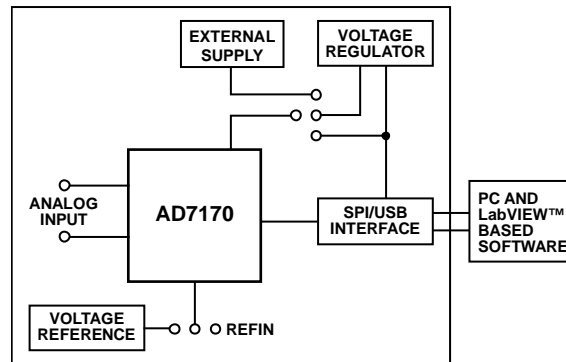 EXTERNAL
SUPPLY
VOLTAGE
REGULATOR
ANALOG
INPUT
AD7170
SPI/USB
INTERFACE
PC AND
LabVIEW™
BASED
SOFTWARE
VOLTAGE
REFERENCE
REFIN